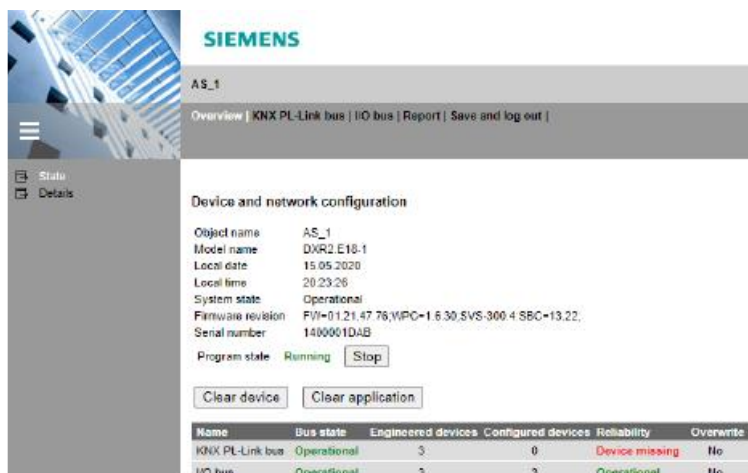 SIEMENS
AS_1
Overview | KNX PL-Link bus | I/O bus | Report | Save and log out |
State
Details
Device and network configuration
Object name AS_1
Model name DXR2.E18-1
Local date 15.05.2020
Local time 20:23:26
System state Operational
Firmware revision FW=01.21.47.76;WPC=1.6.30;SVS-300.4:SBC=13.22;
Serial number 1400001DAB
Program state Running Stop
Clear device Clear application
Name Bus state Engineered devices Configured devices Reliability Overwrite
KNX PL-Link bus Operational 3 0 Device missing No
I/O bus Operational 3 3 Operational No